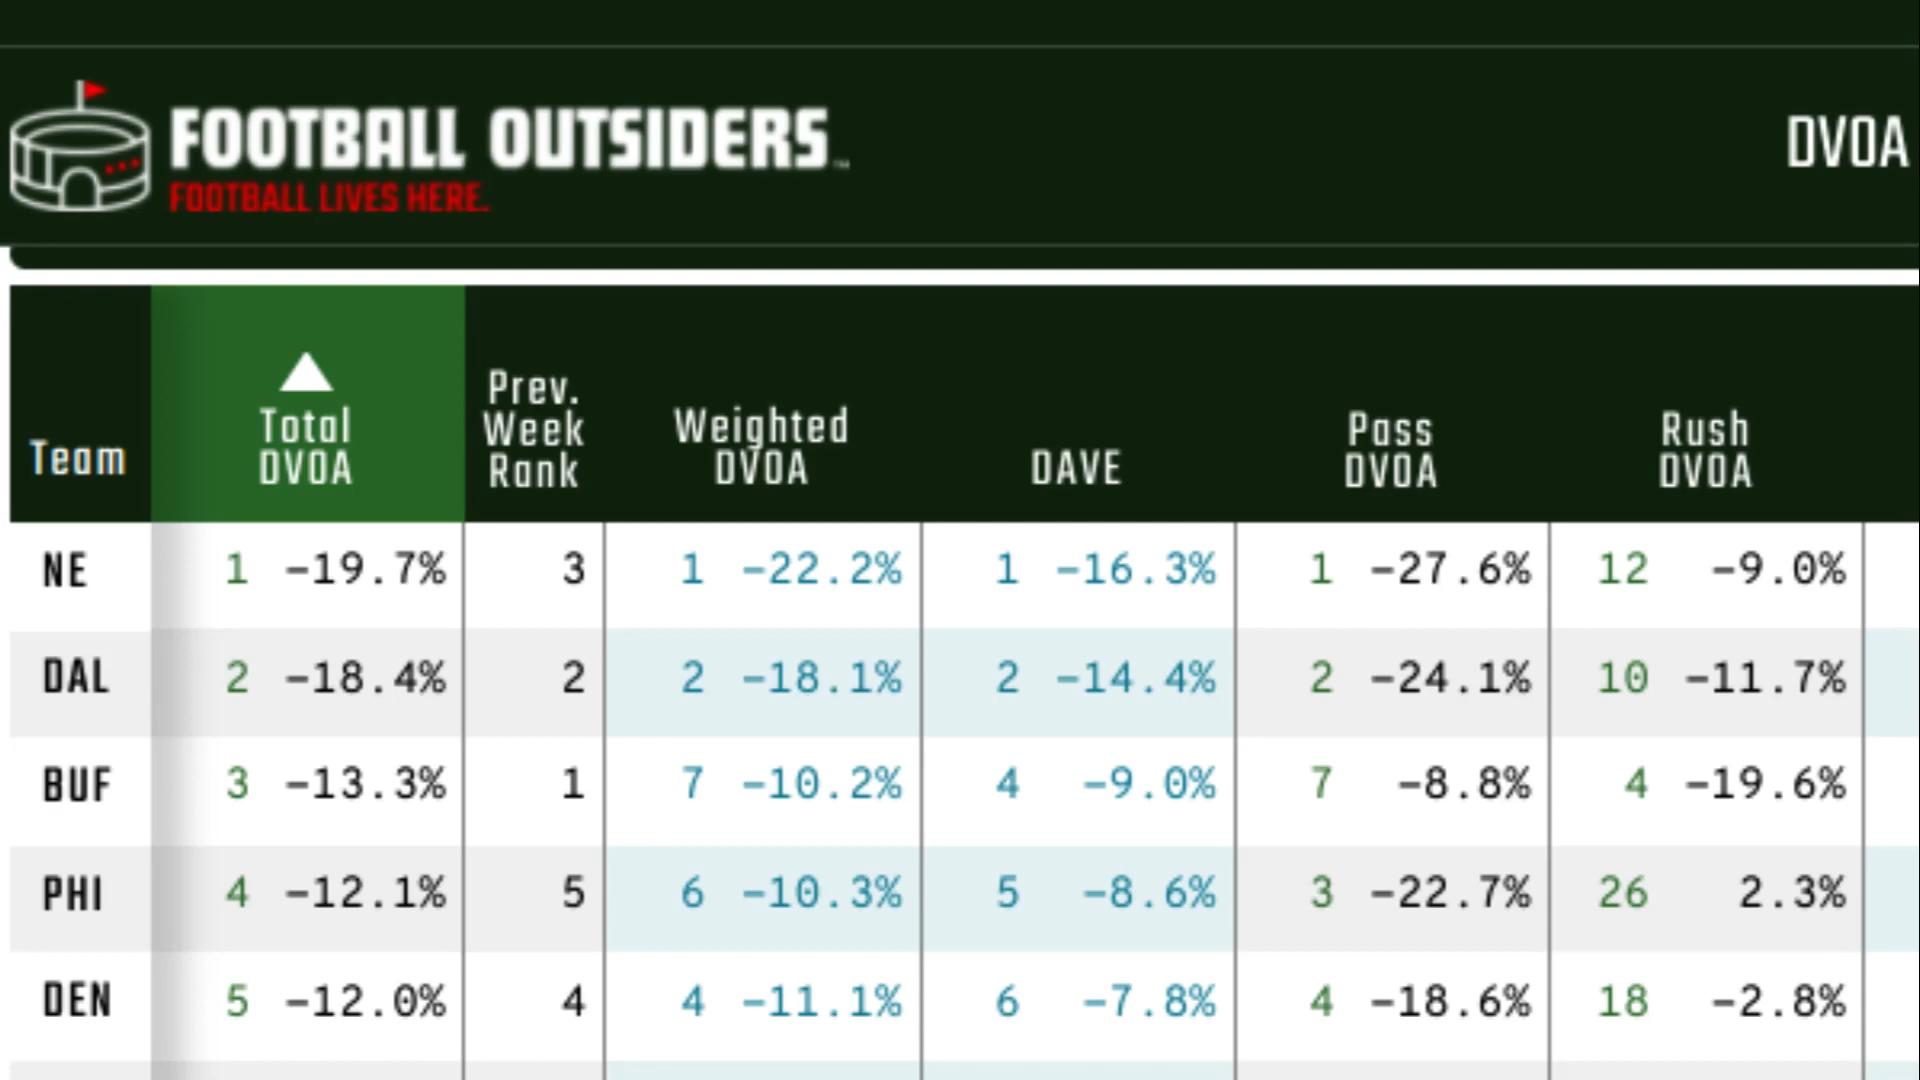 FOOTBALL OUTSIDERS™
FOOTBALL LIVES HERE.
DVOA
Team Total DVOA Prev. Week Rank Weighted DVOA DAVE Pass DVOA Rush DVOA
NE 1 -19.7% 3 1 -22.2% 1 -16.3% 1 -27.6% 12 -9.0%
DAL 2 -18.4% 2 2 -18.1% 2 -14.4% 2 -24.1% 10 -11.7%
BUF 3 -13.3% 1 7 -10.2% 4 -9.0% 7 -8.8% 4 -19.6%
PHI 4 -12.1% 5 6 -10.3% 5 -8.6% 3 -22.7% 26 2.3%
DEN 5 -12.0% 4 4 -11.1% 6 -7.8% 4 -18.6% 18 -2.8%